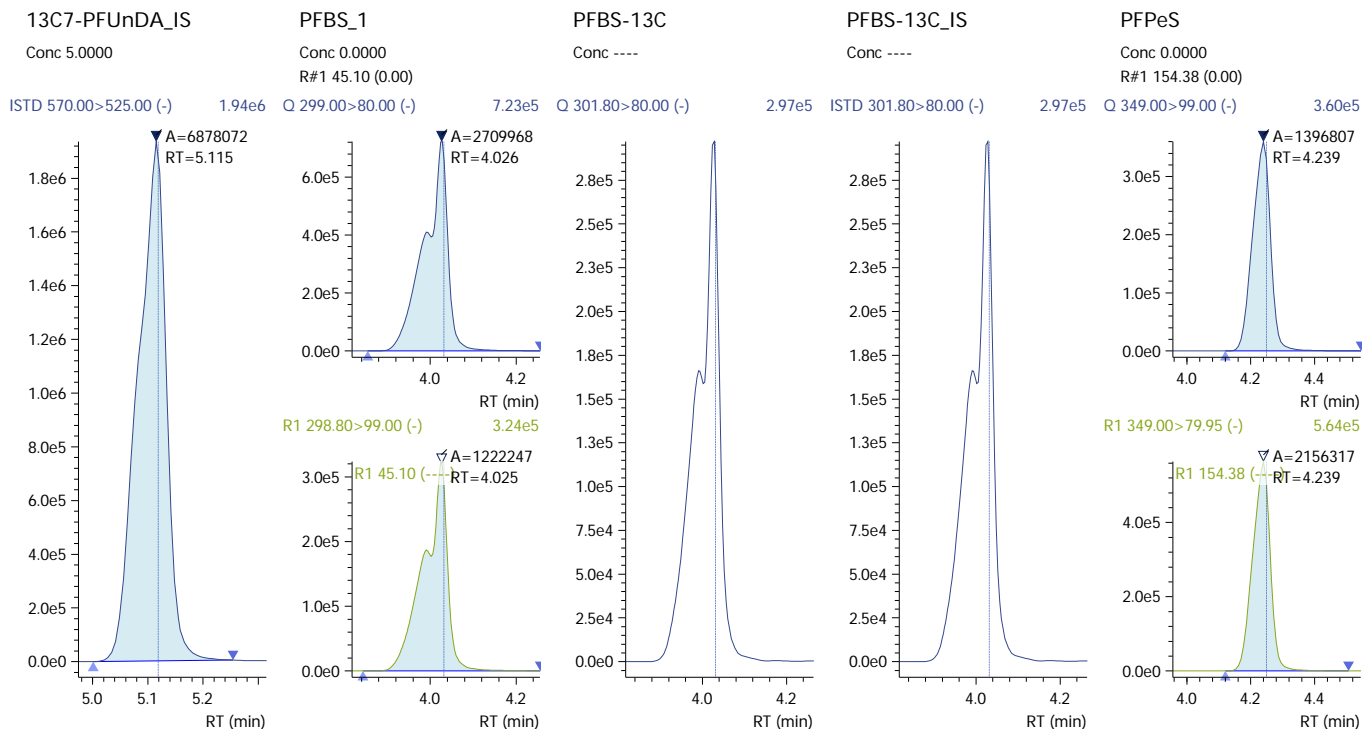 13C7-PFUnDA_IS
Conc 5.0000
ISTD 570.00>525.00 (-) 1.94e6
A=6878072
RT=5.115
1.8e6
1.6e6
1.4e6
1.2e6
1.0e6
8.0e5
6.0e5
4.0e5
2.0e5
0.0e0
5.0 5.1 5.2
RT (min)
PFBS_1
Conc 0.0000
R#1 45.10 (0.00)
Q 299.00>80.00 (-) 7.23e5
A=2709968
RT=4.026
6.0e5
4.0e5
2.0e5
0.0e0
4.0 4.2
RT (min)
R1 298.80>99.00 (-) 3.24e5
A=1222247
R1 45.10 (----)
RT=4.025
3.0e5
2.0e5
1.0e5
0.0e0
4.0 4.2
RT (min)
PFBS-13C
Conc ----
Q 301.80>80.00 (-) 2.97e5
2.8e5
2.5e5
2.3e5
2.0e5
1.8e5
1.5e5
1.3e5
1.0e5
7.5e4
5.0e4
2.5e4
0.0e0
4.0 4.2
RT (min)
PFBS-13C_IS
Conc ----
ISTD 301.80>80.00 (-) 2.97e5
2.8e5
2.5e5
2.3e5
2.0e5
1.8e5
1.5e5
1.3e5
1.0e5
7.5e4
5.0e4
2.5e4
0.0e0
4.0 4.2
RT (min)
PFPeS
Conc 0.0000
R#1 154.38 (0.00)
Q 349.00>99.00 (-) 3.60e5
A=1396807
RT=4.239
3.0e5
2.0e5
1.0e5
0.0e0
4.0 4.2 4.4
RT (min)
R1 349.00>79.95 (-) 5.64e5
A=2156317
R1 154.38 (----)
RT=4.239
4.0e5
2.0e5
0.0e0
4.0 4.2 4.4
RT (min)